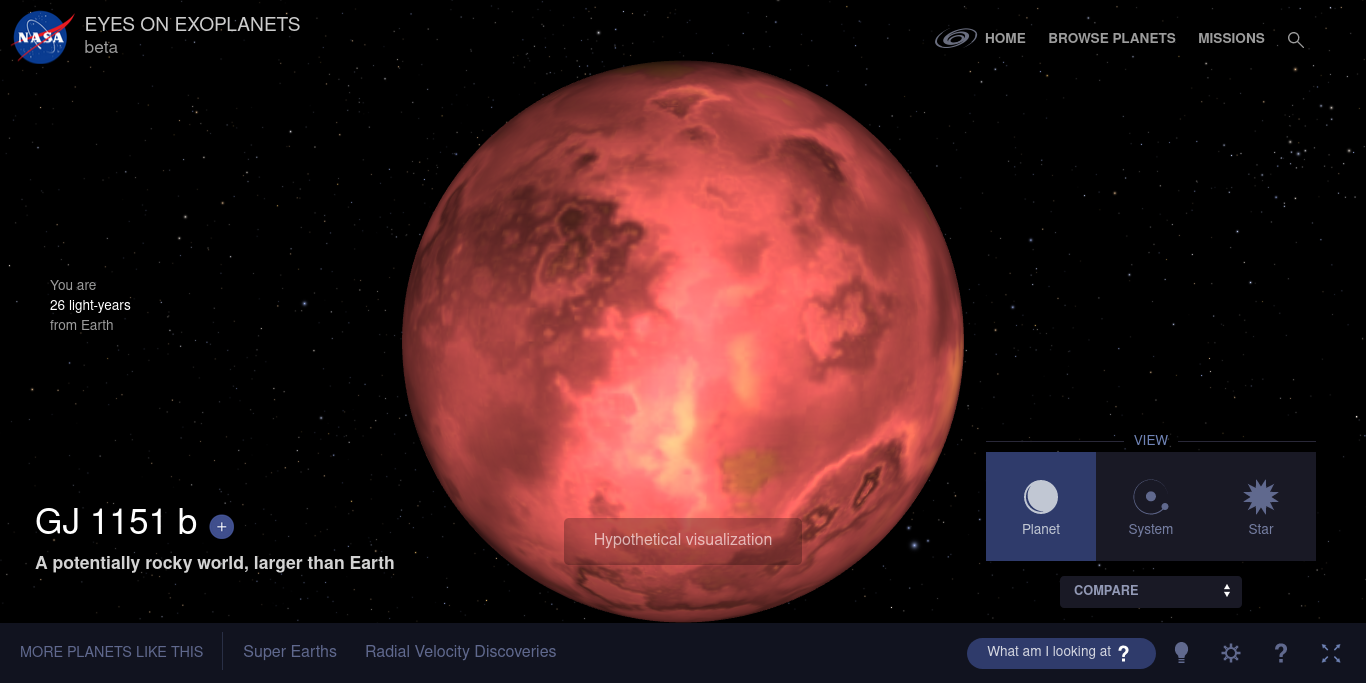 NASA
EYES ON EXOPLANETS
beta
HOME
BROWSE PLANETS
MISSIONS
You are
26 light-years
from Earth
VIEW
Planet
System
Star
GJ 1151 b +
A potentially rocky world, larger than Earth
Hypothetical visualization
COMPARE
MORE PLANETS LIKE THIS
Super Earths
Radial Velocity Discoveries
What am I looking at ?
?